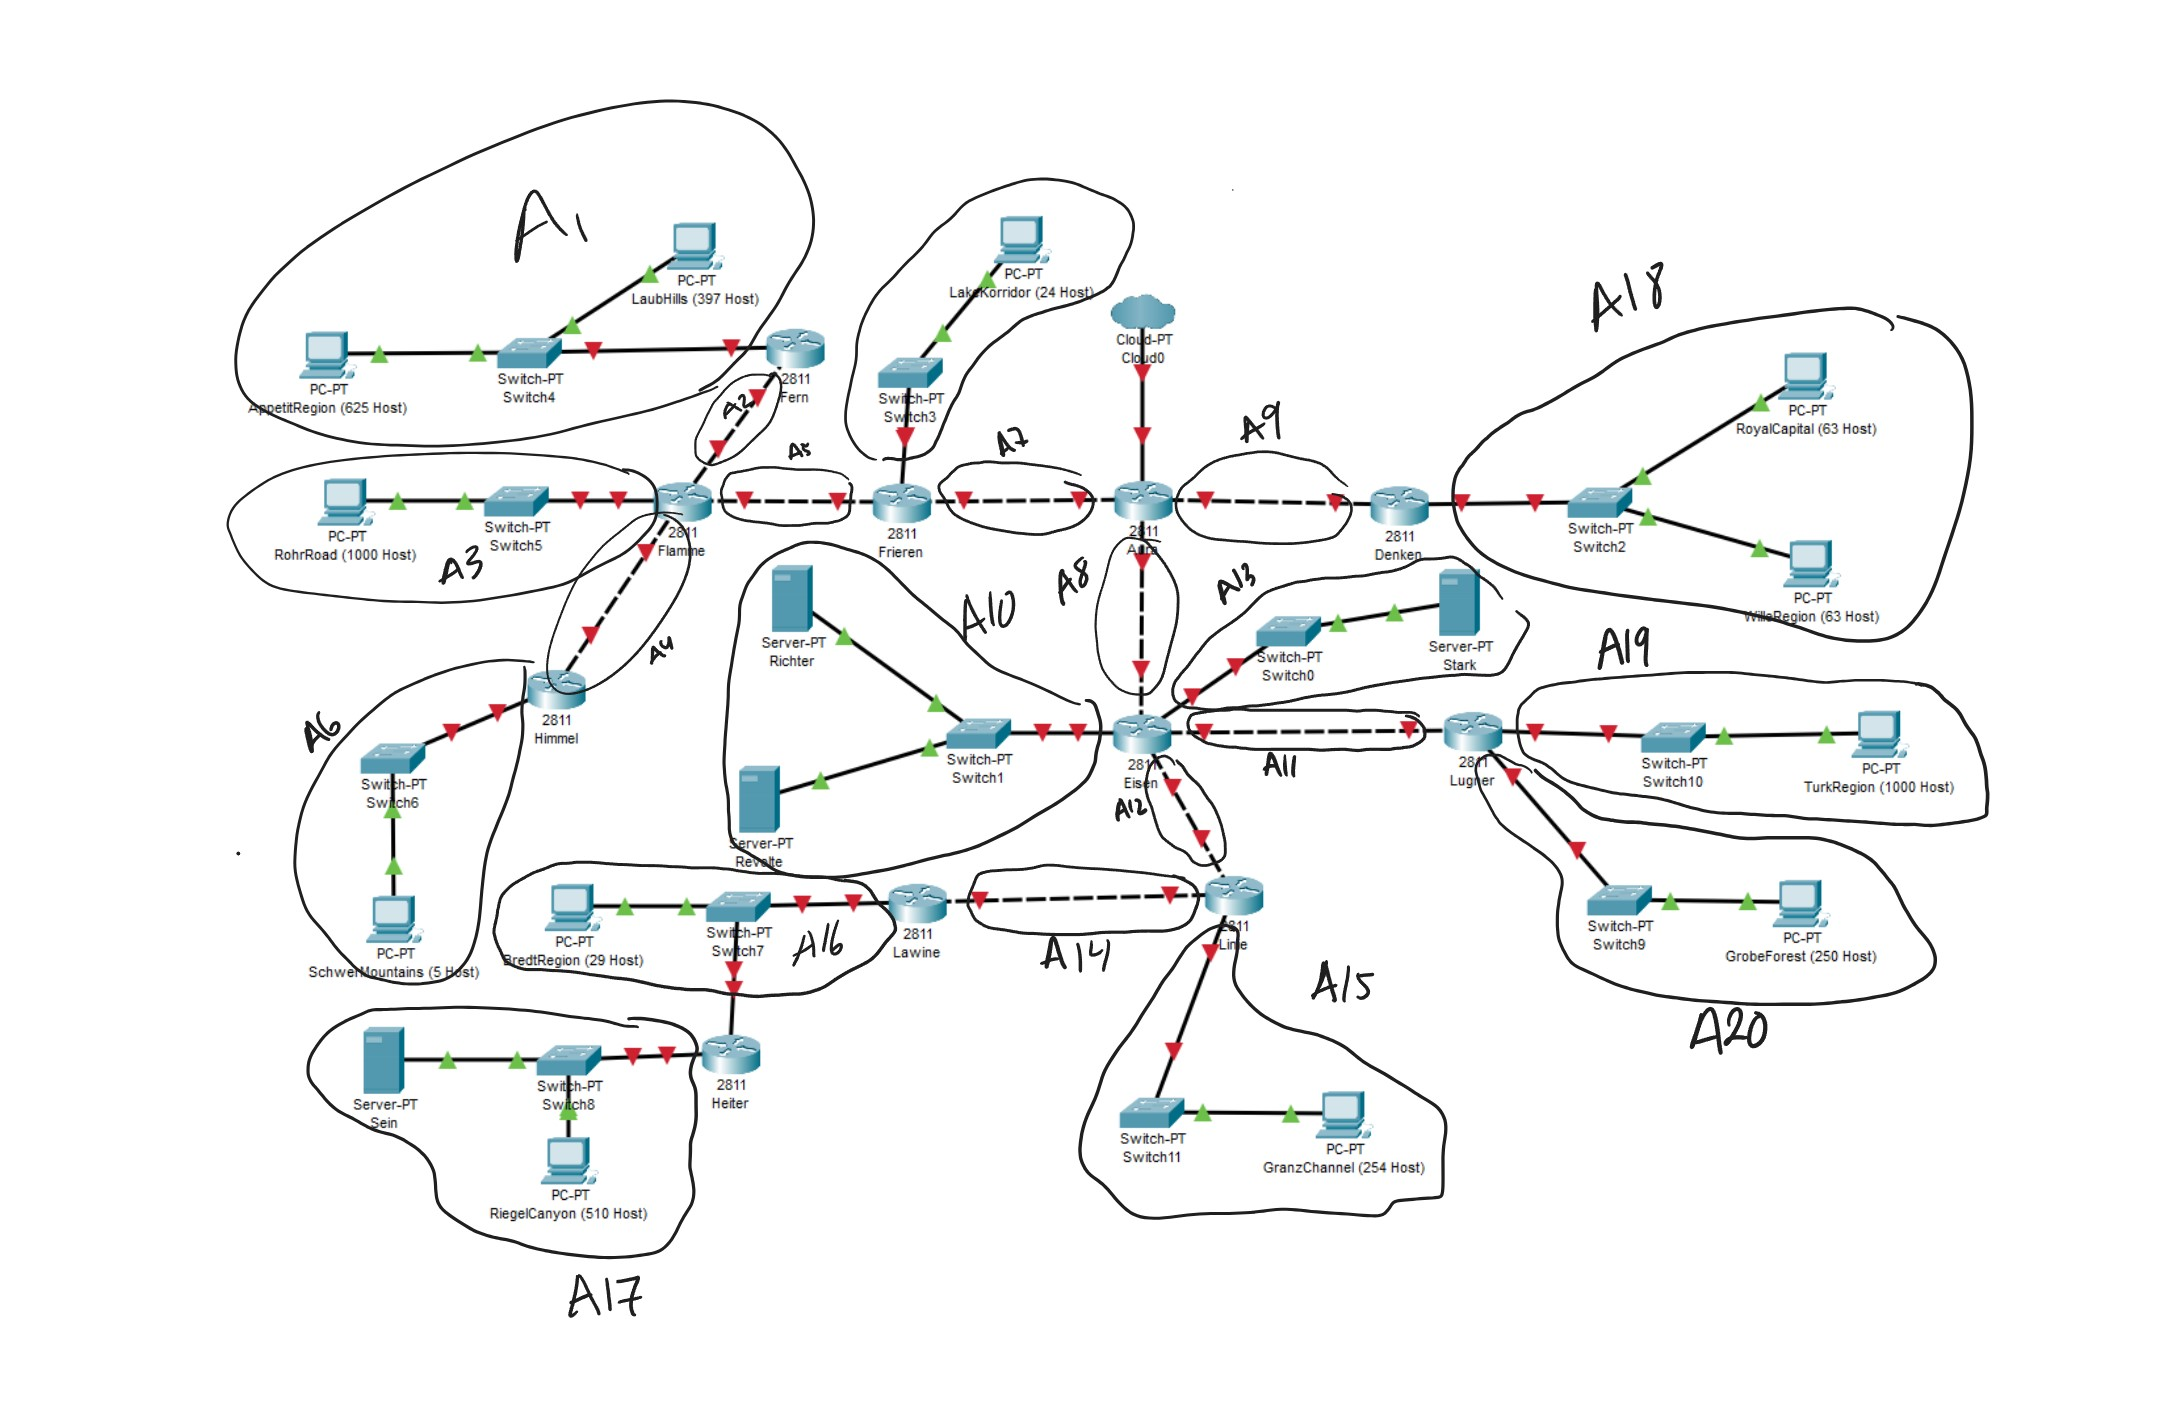 A1
PC-PT
LaubHills (397 Host)
PC-PT
AppetitRegion (625 Host)
Switch-PT
Switch4
2811
Fern
A2
PC-PT
LakeKorridor (24 Host)
Switch-PT
Switch3
Cloud-PT
Cloud0
A18
PC-PT
RoyalCapital (63 Host)
Switch-PT
Switch2
PC-PT
WilleRegion (63 Host)
A5
A7
A9
PC-PT
RohrRoad (1000 Host)
Switch-PT
Switch5
A3
2811
Flamme
2811
Frieren
2811
Aura
2811
Denken
A4
A8
A10
A13
Server-PT
Richter
Switch-PT
Switch0
Server-PT
Stark
A19
A6
2811
Himmel
Switch-PT
Switch6
Switch-PT
Switch1
2811
Eisen
A11
2811
Lugner
Switch-PT
Switch10
PC-PT
TurkRegion (1000 Host)
A12
Server-PT
Revolte
PC-PT
SchwerMountains (5 Host)
PC-PT
BredtRegion (29 Host)
Switch-PT
Switch7
A16
2811
Lawine
A14
2811
Linie
Switch-PT
Switch9
PC-PT
GrobeForest (250 Host)
A15
A20
Server-PT
Sein
Switch-PT
Switch8
2811
Heiter
PC-PT
RiegelCanyon (510 Host)
Switch-PT
Switch11
PC-PT
GranzChannel (254 Host)
A17